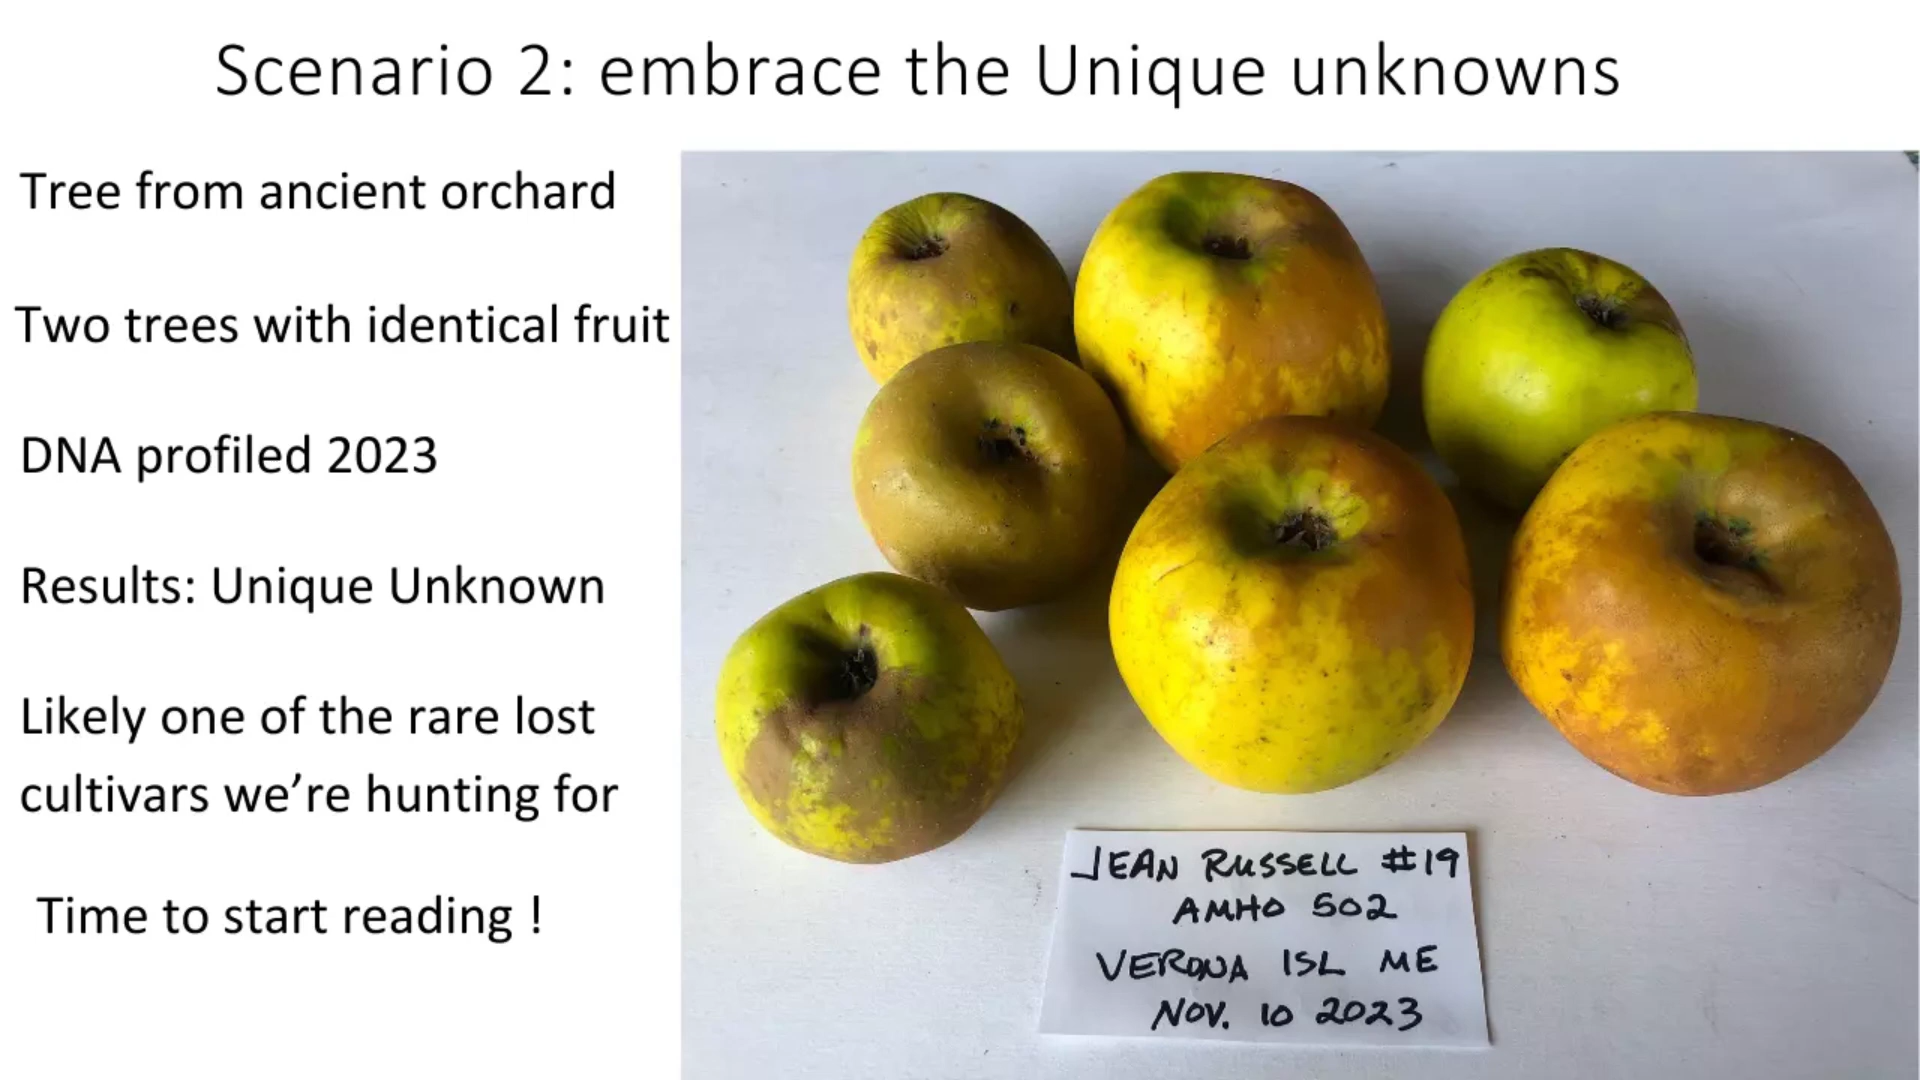 Scenario 2: embrace the Unique unknowns
Tree from ancient orchard
Two trees with identical fruit
DNA profiled 2023
Results: Unique Unknown
Likely one of the rare lost
cultivars we’re hunting for
Time to start reading !
JEAN RUSSELL #19
AMHO 502
VERONA ISL ME
NOV. 10 2023